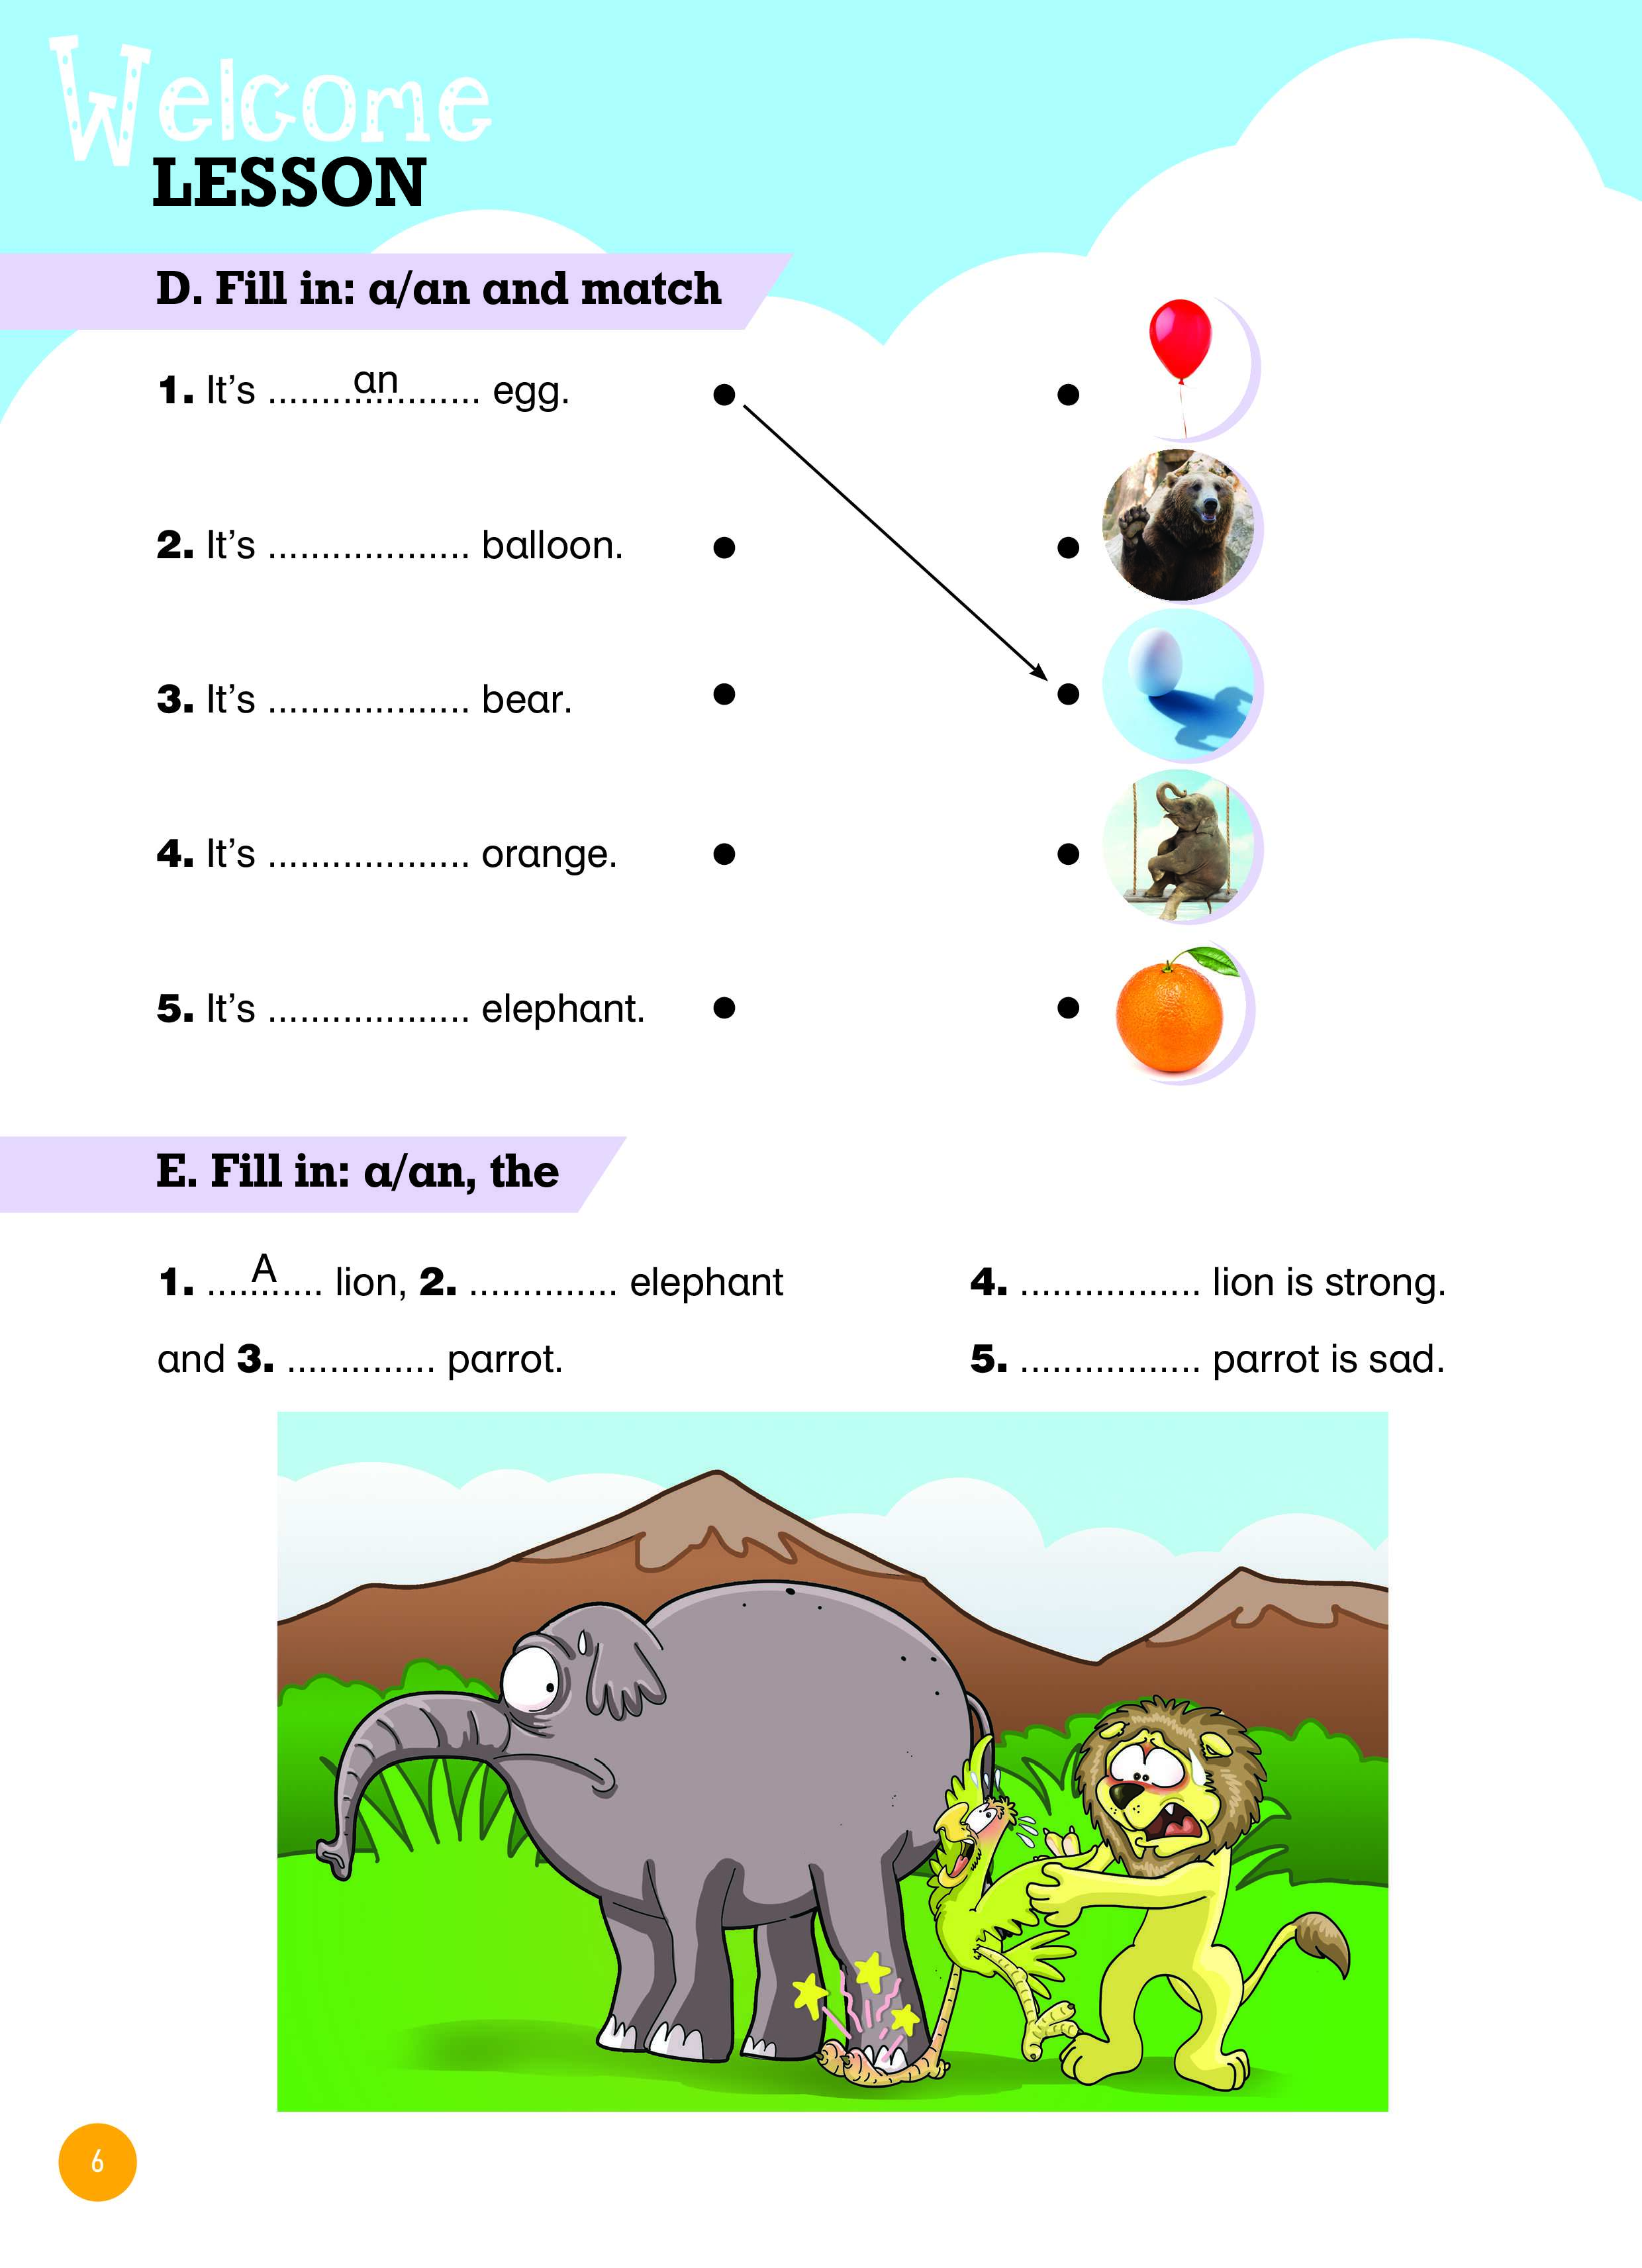 Welcome
LESSON
D. Fill in: a/an and match
1. It's ........an............ egg.
2. It's ................... balloon.
3. It's ................... bear.
4. It's ................... orange.
5. It's ................... elephant.
E. Fill in: a/an, the
1. ....A...... lion, 2. .............. elephant
and 3. .............. parrot.
4. ................. lion is strong.
5. ................. parrot is sad.
6